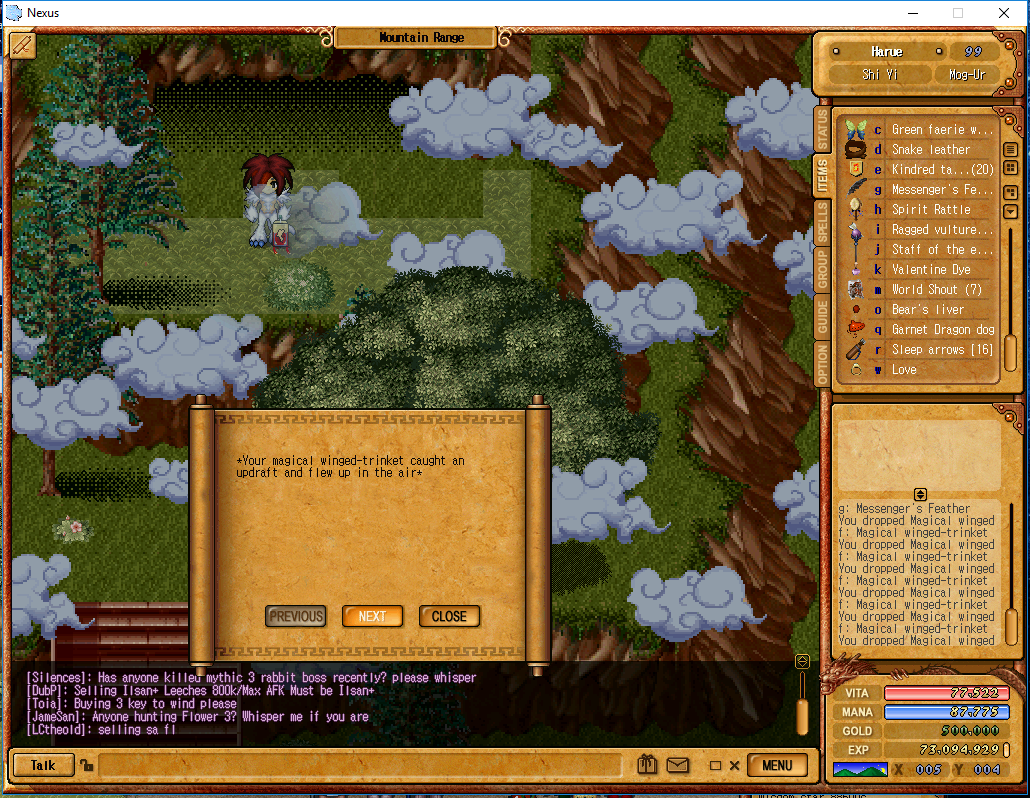 Nexus
Mountain Range
Harue 99
Shi Yi Mog-Ur
STATUS
ITEMS
SPELLS
GROUP
GUIDE
OPTION
c Green faerie w...
d Snake leather
e Kindred ta...(20)
g Messenger's Fe...
h Spirit Rattle
i Ragged vulture...
j Staff of the e...
k Valentine Dye
m World Shout (7)
o Bear's liver
q Garnet Dragon dog
r Sleep arrows [16]
Love
*Your magical winged-trinket caught an
updraft and flew up in the air*
PREVIOUS NEXT CLOSE
g: Messenger's Feather
You dropped Magical winged
f: Magical winged-trinket
You dropped Magical winged
f: Magical winged-trinket
You dropped Magical winged
f: Magical winged-trinket
You dropped Magical winged
f: Magical winged-trinket
You dropped Magical winged
f: Magical winged-trinket
You dropped Magical winged
[Silences]: Has anyone killed mythic 3 rabbit boss recently? please whisper
[DubP]: Selling Ilsan+ Leeches 800k/Max AFK Must be Ilsan+
[Toia]: Buying 3 key to wind please
[JameSan]: Anyone hunting Flower 3? Whisper me if you are
[LCtheold]: selling sa fl
VITA 77,522
MANA 87,775
GOLD 500,000
EXP 73,094,929
X 005 Y 004
Talk
MENU